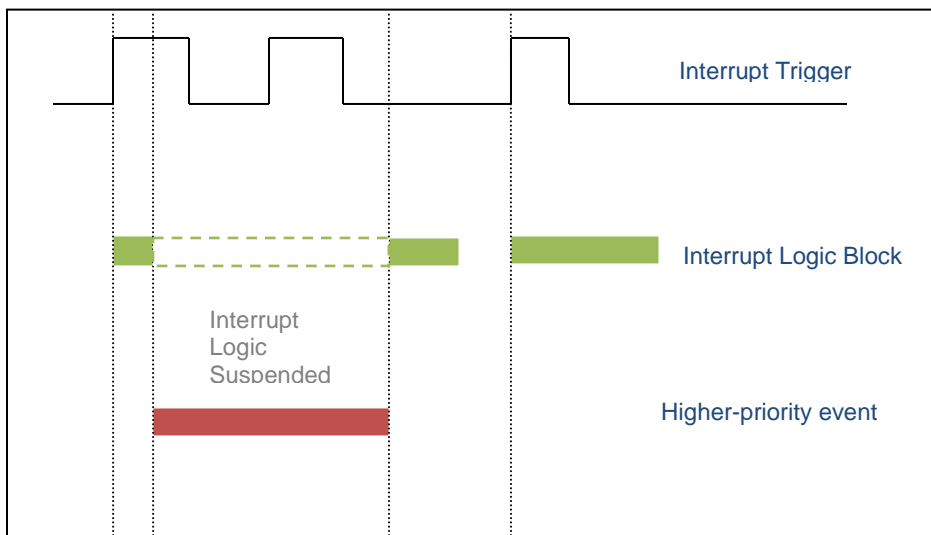 Interrupt Trigger
Interrupt Logic Block
Interrupt
Logic
Suspended
Higher-priority event